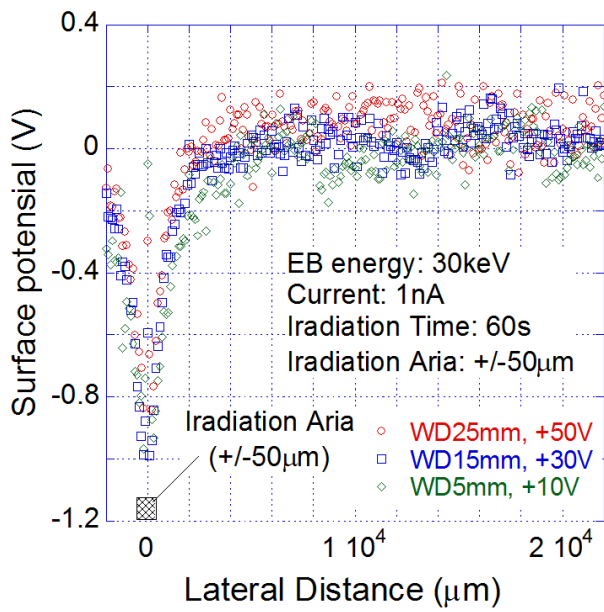 0.4
0
-0.4
-0.8
-1.2
Surface potensial (V)
EB energy: 30keV
Current: 1nA
Iradiation Time: 60s
Iradiation Aria: +/-50μm
Iradiation Aria
(+/-50μm)
WD25mm, +50V
WD15mm, +30V
WD5mm, +10V
0
1 10⁴
2 10⁴
Lateral Distance (μm)